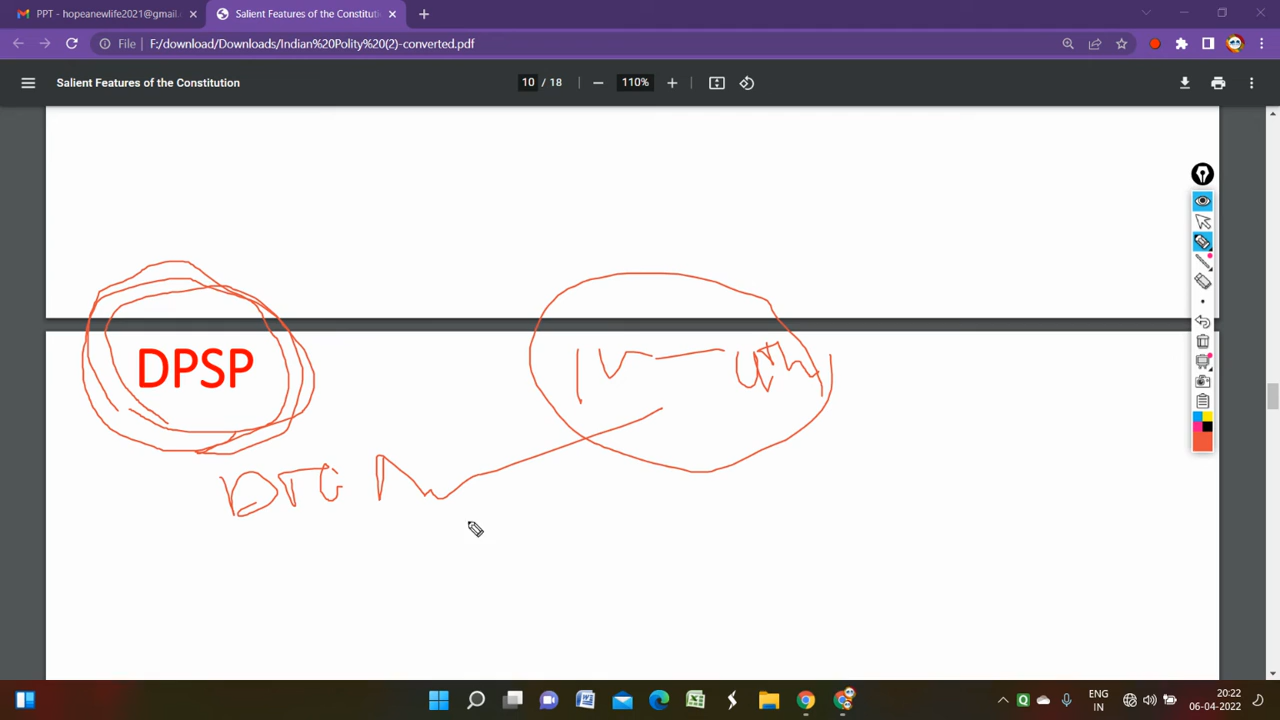 PPT - hopeanewlife2021@gmail.c
Salient Features of the Constituti
File
F:/download/Downloads/Indian%20Polity%20(2)-converted.pdf
Salient Features of the Constitution
10 / 18
110%
DPSP
ENG
IN
20:22
06-04-2022